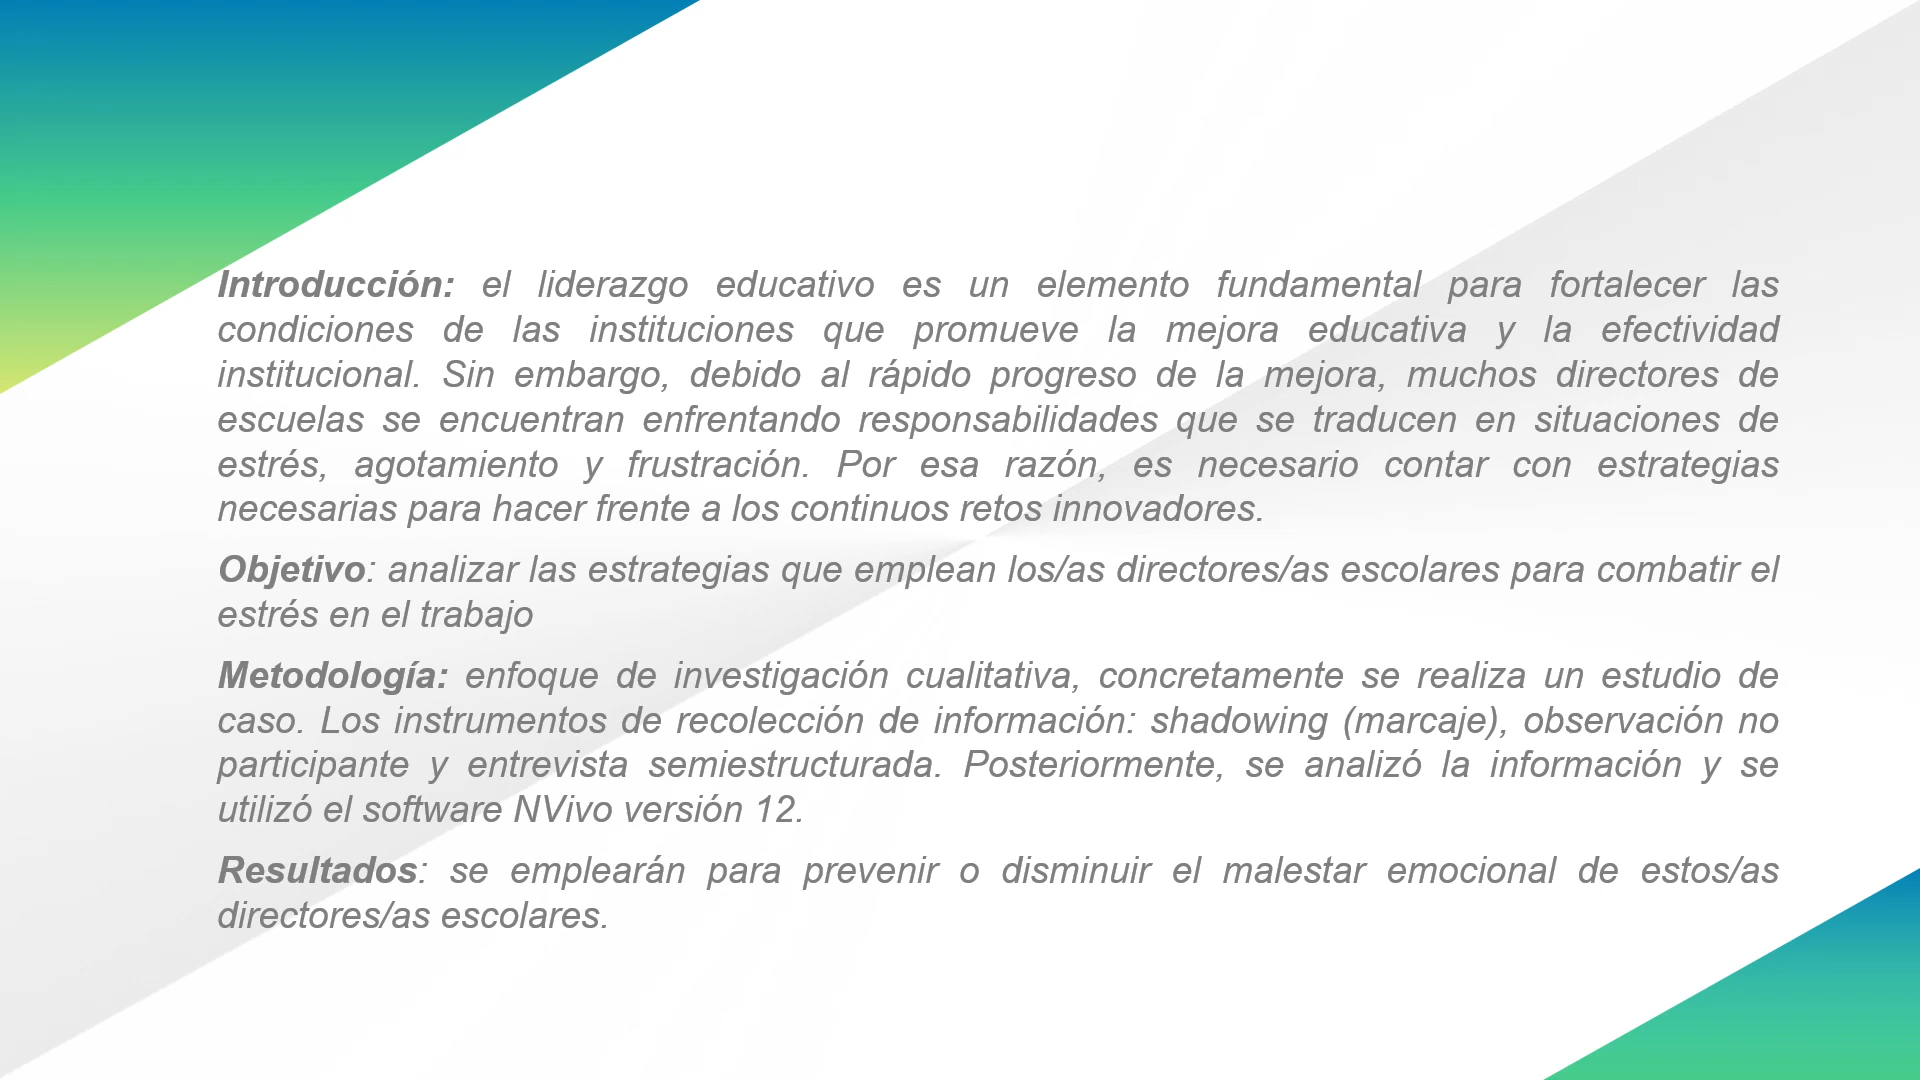 Introducción: el liderazgo educativo es un elemento fundamental para fortalecer las
condiciones de las instituciones que promueve la mejora educativa y la efectividad
institucional. Sin embargo, debido al rápido progreso de la mejora, muchos directores de
escuelas se encuentran enfrentando responsabilidades que se traducen en situaciones de
estrés, agotamiento y frustración. Por esa razón, es necesario contar con estrategias
necesarias para hacer frente a los continuos retos innovadores.
Objetivo: analizar las estrategias que emplean los/as directores/as escolares para combatir el
estrés en el trabajo
Metodología: enfoque de investigación cualitativa, concretamente se realiza un estudio de
caso. Los instrumentos de recolección de información: shadowing (marcaje), observación no
participante y entrevista semiestructurada. Posteriormente, se analizó la información y se
utilizó el software NVivo versión 12.
Resultados: se emplearán para prevenir o disminuir el malestar emocional de estos/as
directores/as escolares.